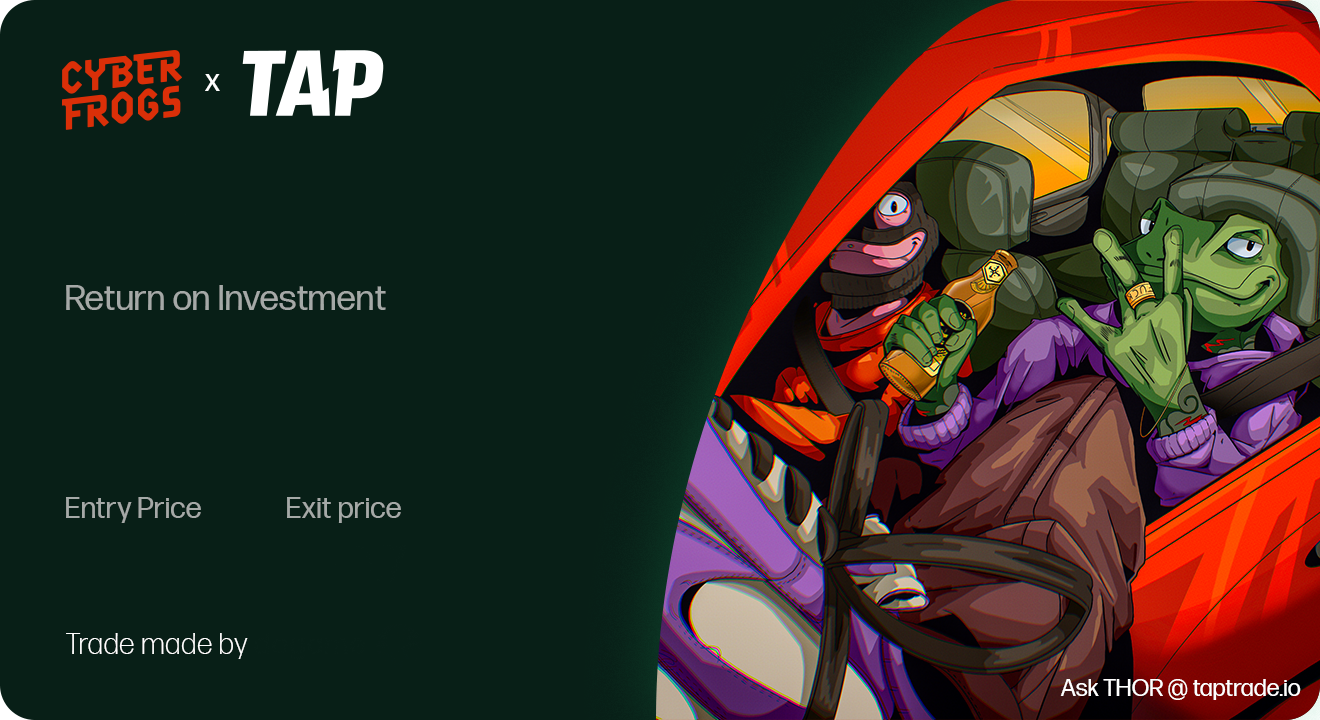 CYBER FROGS x TAP
Return on Investment
Entry Price Exit price
Trade made by
Ask THOR @ taptrade.io